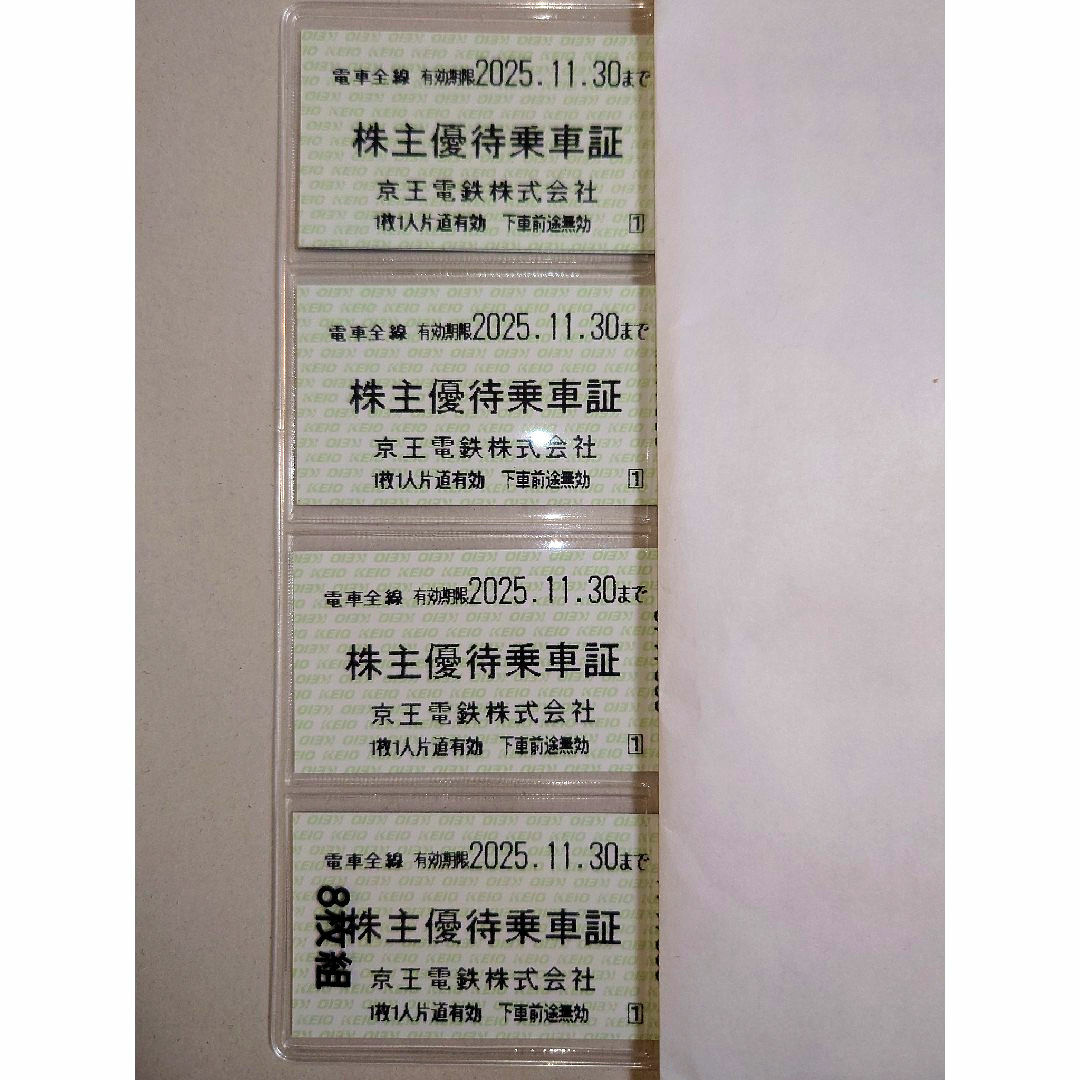 電車全線 有効期限2025.11.30まで
株主優待乗車証
京王電鉄株式会社
1枚1人片道有効 下車前途無効 1
電車全線 有効期限2025.11.30まで
株主優待乗車証
京王電鉄株式会社
1枚1人片道有効 下車前途無効 1
電車全線 有効期限2025.11.30まで
株主優待乗車証
京王電鉄株式会社
1枚1人片道有効 下車前途無効 1
電車全線 有効期限2025.11.30まで
8枚組
株主優待乗車証
京王電鉄株式会社
1枚1人片道有効 下車前途無効 1